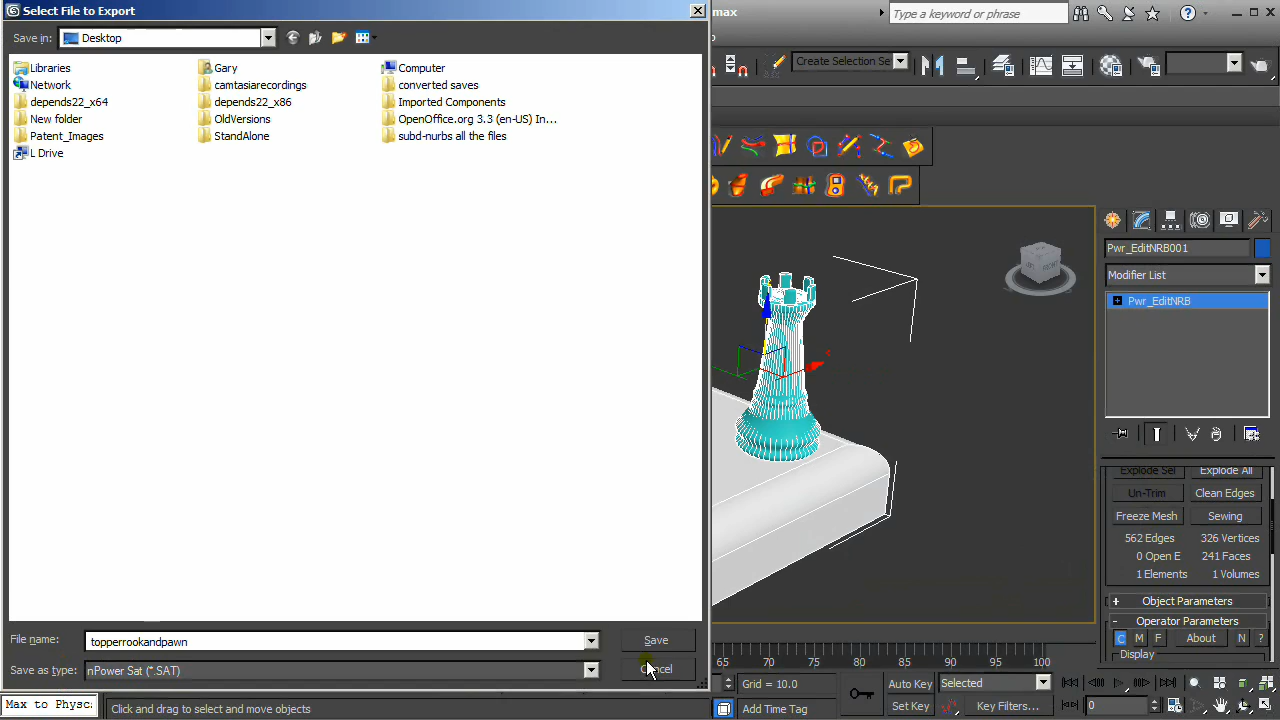 Select File to Export
max
Type a keyword or phrase
Save in:
Desktop
Libraries
Network
depends22_x64
New folder
Patent_Images
L Drive
Gary
camtasiarecordings
depends22_x86
OldVersions
StandAlone
Computer
converted saves
Imported Components
OpenOffice.org 3.3 (en-US) In...
subd-nurbs all the files
Create Selection Se
Pwr_EditNRB001
Modifier List
Pwr_EditNRB
Explode Sel
Explode All
Un-Trim
Clean Edges
Freeze Mesh
Sewing
562 Edges
326 Vertices
0 Open E
241 Faces
1 Elements
1 Volumes
Object Parameters
Operator Parameters
C M F About N ?
Display
File name:
topperrookandpawn
Save
Save as type:
nPower Sat (*.SAT)
Cancel
65 70 75 80 85 90 95 100
Grid = 10.0
Auto Key
Selected
Add Time Tag
Set Key
Key Filters...
0
Max to Physc
Click and drag to select and move objects